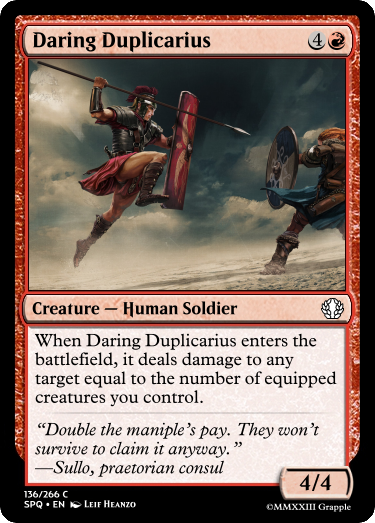 Daring Duplicarius
4
Creature — Human Soldier
When Daring Duplicarius enters the
battlefield, it deals damage to any
target equal to the number of equipped
creatures you control.
“Double the maniple’s pay. They won’t
survive to claim it anyway.”
—Sullo, praetorian consul
4/4
136/266 C
SPQ • EN Leif Heanzo
©MMXXIII Grapple